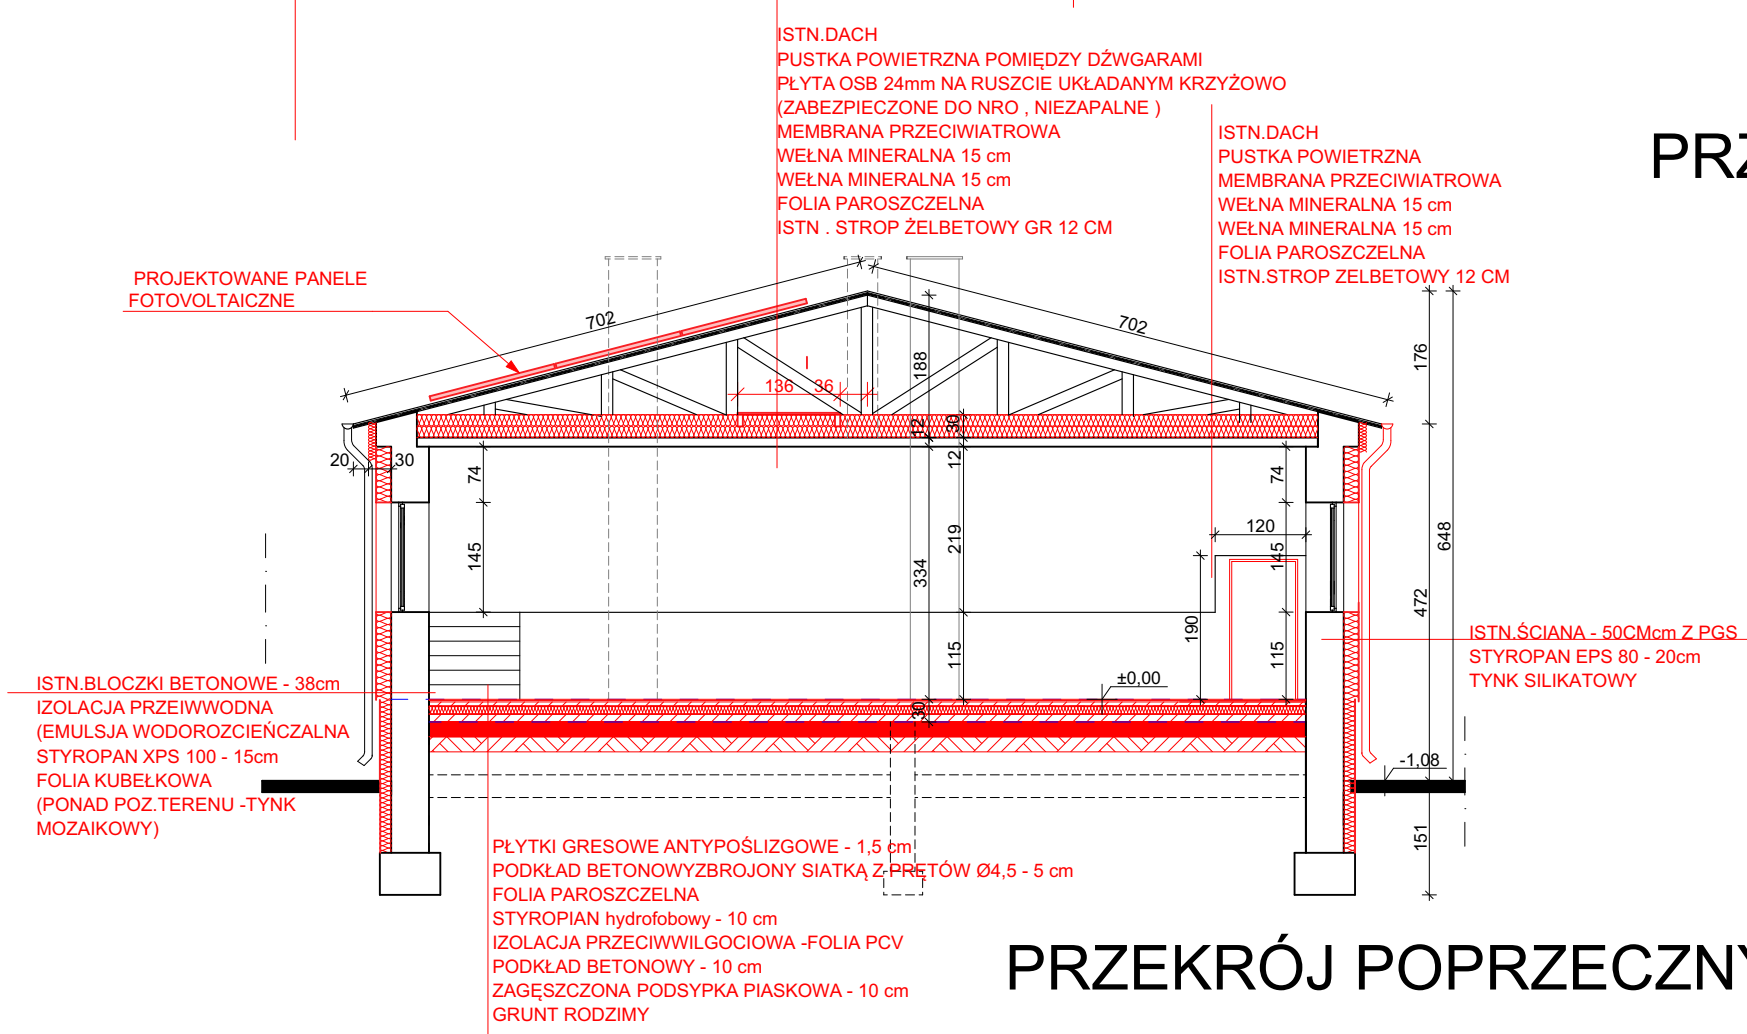 ISTN.DACH
PUSTKA POWIETRZNA POMIĘDZY DŹWGARAMI
PŁYTA OSB 24mm NA RUSZCIE UKŁADANYM KRZYŻOWO
(ZABEZPIECZONE DO NRO , NIEZAPALNE )
MEMBRANA PRZECIWIATROWA
WEŁNA MINERALNA 15 cm
WEŁNA MINERALNA 15 cm
FOLIA PAROSZCZELNA
ISTN . STROP ŻELBETOWY GR 12 CM
ISTN.DACH
PUSTKA POWIETRZNA
MEMBRANA PRZECIWIATROWA
WEŁNA MINERALNA 15 cm
WEŁNA MINERALNA 15 cm
FOLIA PAROSZCZELNA
ISTN.STROP ZELBETOWY 12 CM
PRZ
PROJEKTOWANE PANELE
FOTOVOLTAICZNE
702
702
188
176
136
36
I
12
30
12
20
30
74
74
145
219
334
120
145
648
472
190
115
115
±0,00
30
-1,08
151
ISTN.ŚCIANA - 50CMcm Z PGS
STYROPAN EPS 80 - 20cm
TYNK SILIKATOWY
ISTN.BLOCZKI BETONOWE - 38cm
IZOLACJA PRZEIWWODNA
(EMULSJA WODOROZCIEŃCZALNA
STYROPAN XPS 100 - 15cm
FOLIA KUBEŁKOWA
(PONAD POZ.TERENU -TYNK
MOZAIKOWY)
PŁYTKI GRESOWE ANTYPOŚLIZGOWE - 1,5 cm
PODKŁAD BETONOWYZBROJONY SIATKĄ Z PRĘTÓW Ø4,5 - 5 cm
FOLIA PAROSZCZELNA
STYROPIAN hydrofobowy - 10 cm
IZOLACJA PRZECIWWILGOCIOWA -FOLIA PCV
PODKŁAD BETONOWY - 10 cm
ZAGĘSZCZONA PODSYPKA PIASKOWA - 10 cm
GRUNT RODZIMY
PRZEKRÓJ POPRZECZNY